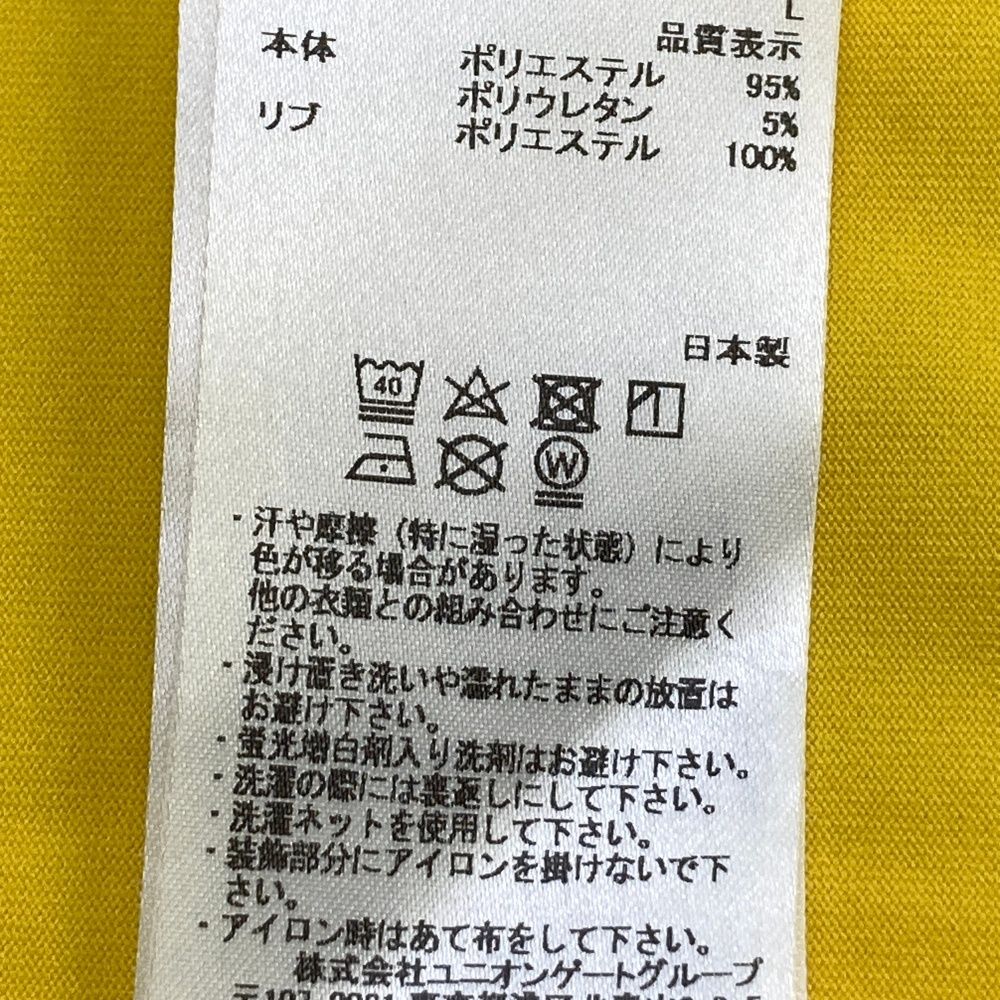 L
品質表示
本体 ポリエステル 95%
ポリウレタン 5%
リブ ポリエステル 100%
日本製
40
W
・汗や摩擦（特に湿った状態）により
色が移る場合があります。
他の衣類との組み合わせにご注意く
ださい。
・浸け置き洗いや濡れたままの放置は
お避け下さい。
・蛍光増白剤入り洗剤はお避け下さい。
・洗濯の際には裏返しにして下さい。
・洗濯ネットを使用して下さい。
・装飾部分にアイロンを掛けないで下
さい。
・アイロン時はあて布をして下さい。
株式会社ユニオンゲートグループ